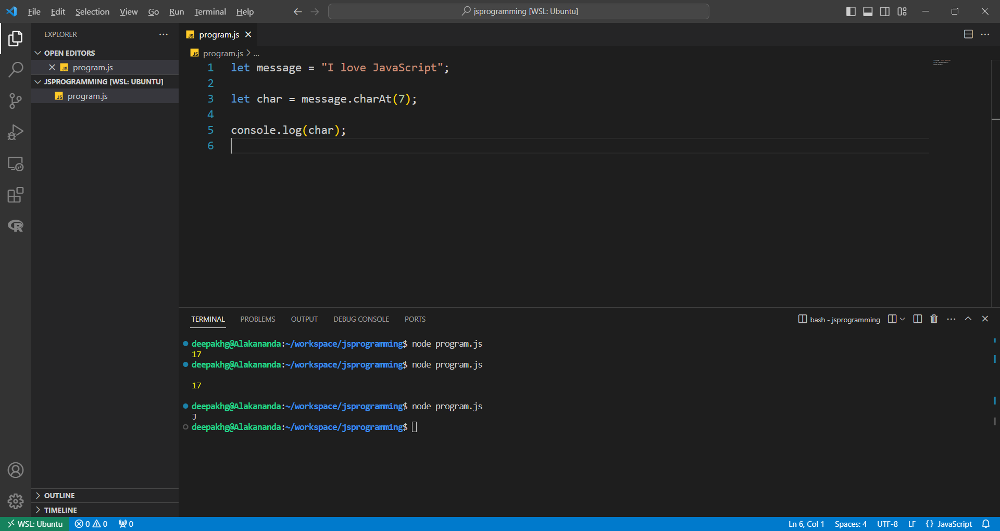 File Edit Selection View Go Run Terminal Help
jsprogramming [WSL: Ubuntu]
EXPLORER
OPEN EDITORS
program.js
JSPROGRAMMING [WSL: UBUNTU]
program.js
OUTLINE
TIMELINE
program.js
program.js > ...
1 let message = "I love JavaScript";
2
3 let char = message.charAt(7);
4
5 console.log(char);
6
TERMINAL PROBLEMS OUTPUT DEBUG CONSOLE PORTS
bash - jsprogramming
deepakhg@Alakananda:~/workspace/jsprogramming$ node program.js
17
deepakhg@Alakananda:~/workspace/jsprogramming$ node program.js
17
deepakhg@Alakananda:~/workspace/jsprogramming$ node program.js
J
deepakhg@Alakananda:~/workspace/jsprogramming$
WSL: Ubuntu 0 0 0 Ln 6, Col 1 Spaces: 4 UTF-8 LF {} JavaScript